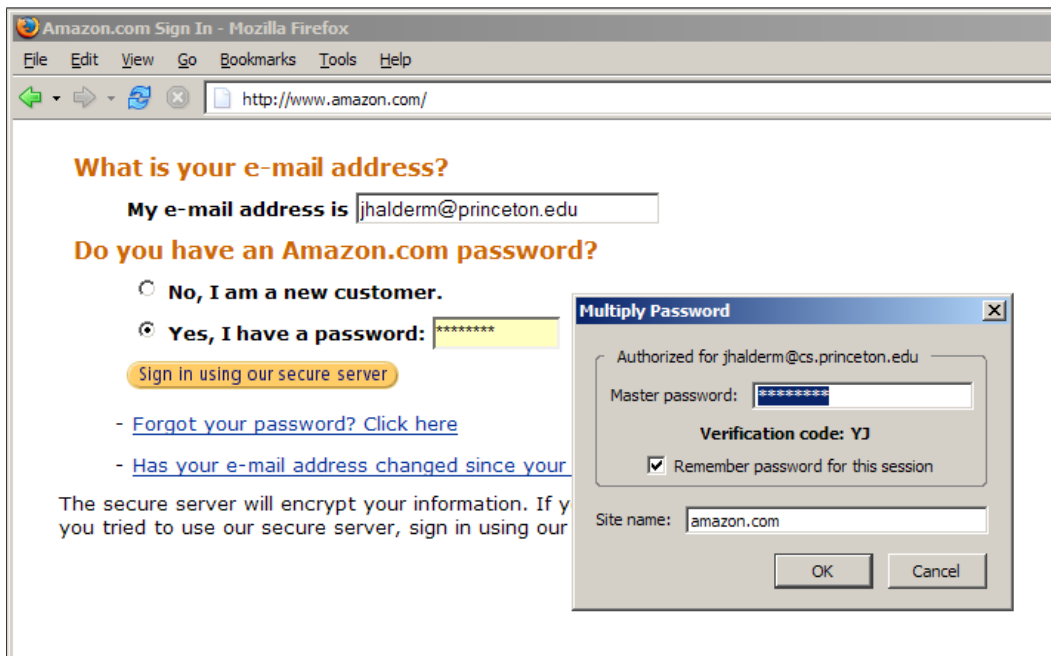 Amazon.com Sign In - Mozilla Firefox
File Edit View Go Bookmarks Tools Help
http://www.amazon.com/
What is your e-mail address?
My e-mail address is jhalderm@princeton.edu
Do you have an Amazon.com password?
No, I am a new customer.
Yes, I have a password: ********
Sign in using our secure server
- Forgot your password? Click here
- Has your e-mail address changed since your
The secure server will encrypt your information. If y
you tried to use our secure server, sign in using our
Multiply Password
Authorized for jhalderm@cs.princeton.edu
Master password: ********
Verification code: YJ
Remember password for this session
Site name: amazon.com
OK Cancel